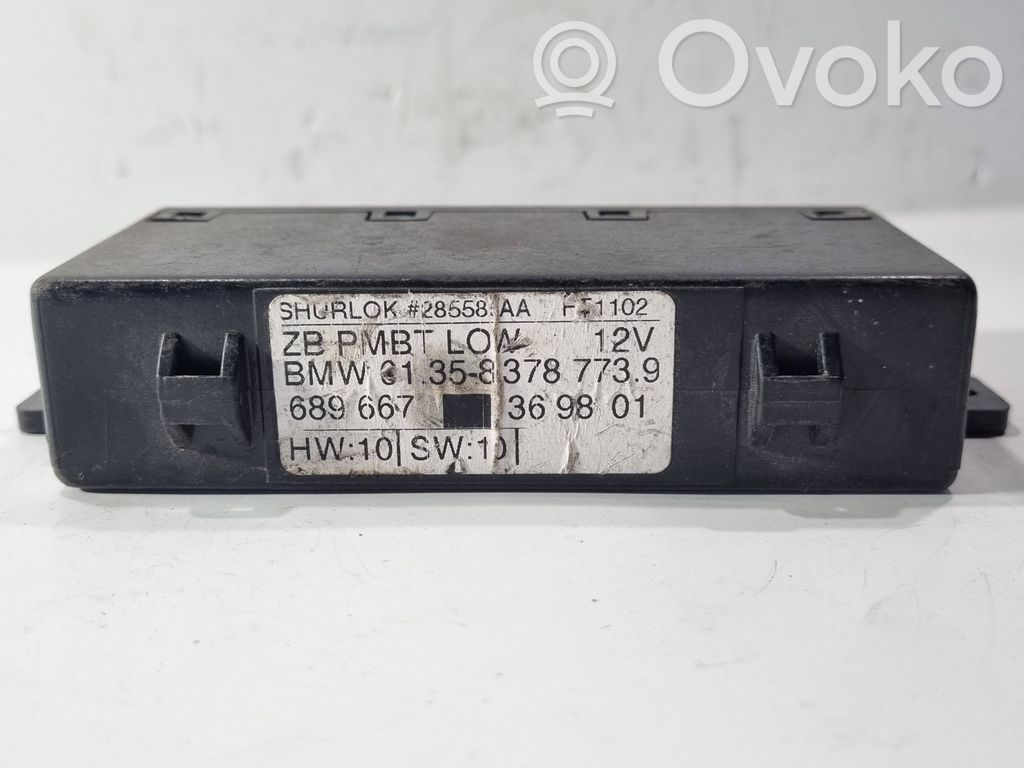 Ovoko
SHURLOK #28558 AA 1102
ZB PMBT LOW 12V
BMW 61.35-8 378 773.9
689 667 36 98 01
HW:10 SW:10